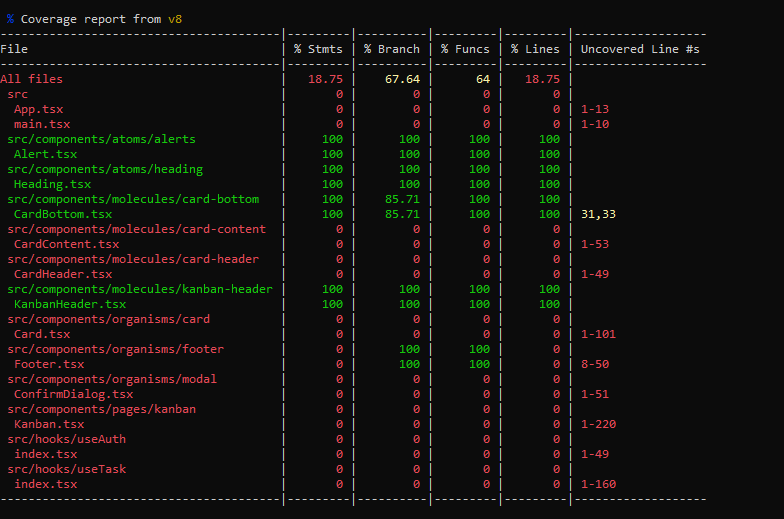 % Coverage report from v8
-------------------------------------|---------|----------|---------|---------|-------------------
File | % Stmts | % Branch | % Funcs | % Lines | Uncovered Line #s
-------------------------------------|---------|----------|---------|---------|-------------------
All files | 18.75 | 67.64 | 64 | 18.75 |
src | 0 | 0 | 0 | 0 |
App.tsx | 0 | 0 | 0 | 0 | 1-13
main.tsx | 0 | 0 | 0 | 0 | 1-10
src/components/atoms/alerts | 100 | 100 | 100 | 100 |
Alert.tsx | 100 | 100 | 100 | 100 |
src/components/atoms/heading | 100 | 100 | 100 | 100 |
Heading.tsx | 100 | 100 | 100 | 100 |
src/components/molecules/card-bottom | 100 | 85.71 | 100 | 100 |
CardBottom.tsx | 100 | 85.71 | 100 | 100 | 31,33
src/components/molecules/card-content | 0 | 0 | 0 | 0 |
CardContent.tsx | 0 | 0 | 0 | 0 | 1-53
src/components/molecules/card-header | 0 | 0 | 0 | 0 |
CardHeader.tsx | 0 | 0 | 0 | 0 | 1-49
src/components/molecules/kanban-header | 100 | 100 | 100 | 100 |
KanbanHeader.tsx | 100 | 100 | 100 | 100 |
src/components/organisms/card | 0 | 0 | 0 | 0 |
Card.tsx | 0 | 0 | 0 | 0 | 1-101
src/components/organisms/footer | 0 | 100 | 100 | 0 |
Footer.tsx | 0 | 100 | 100 | 0 | 8-50
src/components/organisms/modal | 0 | 0 | 0 | 0 |
ConfirmDialog.tsx | 0 | 0 | 0 | 0 | 1-51
src/components/pages/kanban | 0 | 0 | 0 | 0 |
Kanban.tsx | 0 | 0 | 0 | 0 | 1-220
src/hooks/useAuth | 0 | 0 | 0 | 0 |
index.tsx | 0 | 0 | 0 | 0 | 1-49
src/hooks/useTask | 0 | 0 | 0 | 0 |
index.tsx | 0 | 0 | 0 | 0 | 1-160
-------------------------------------|---------|----------|---------|---------|-------------------